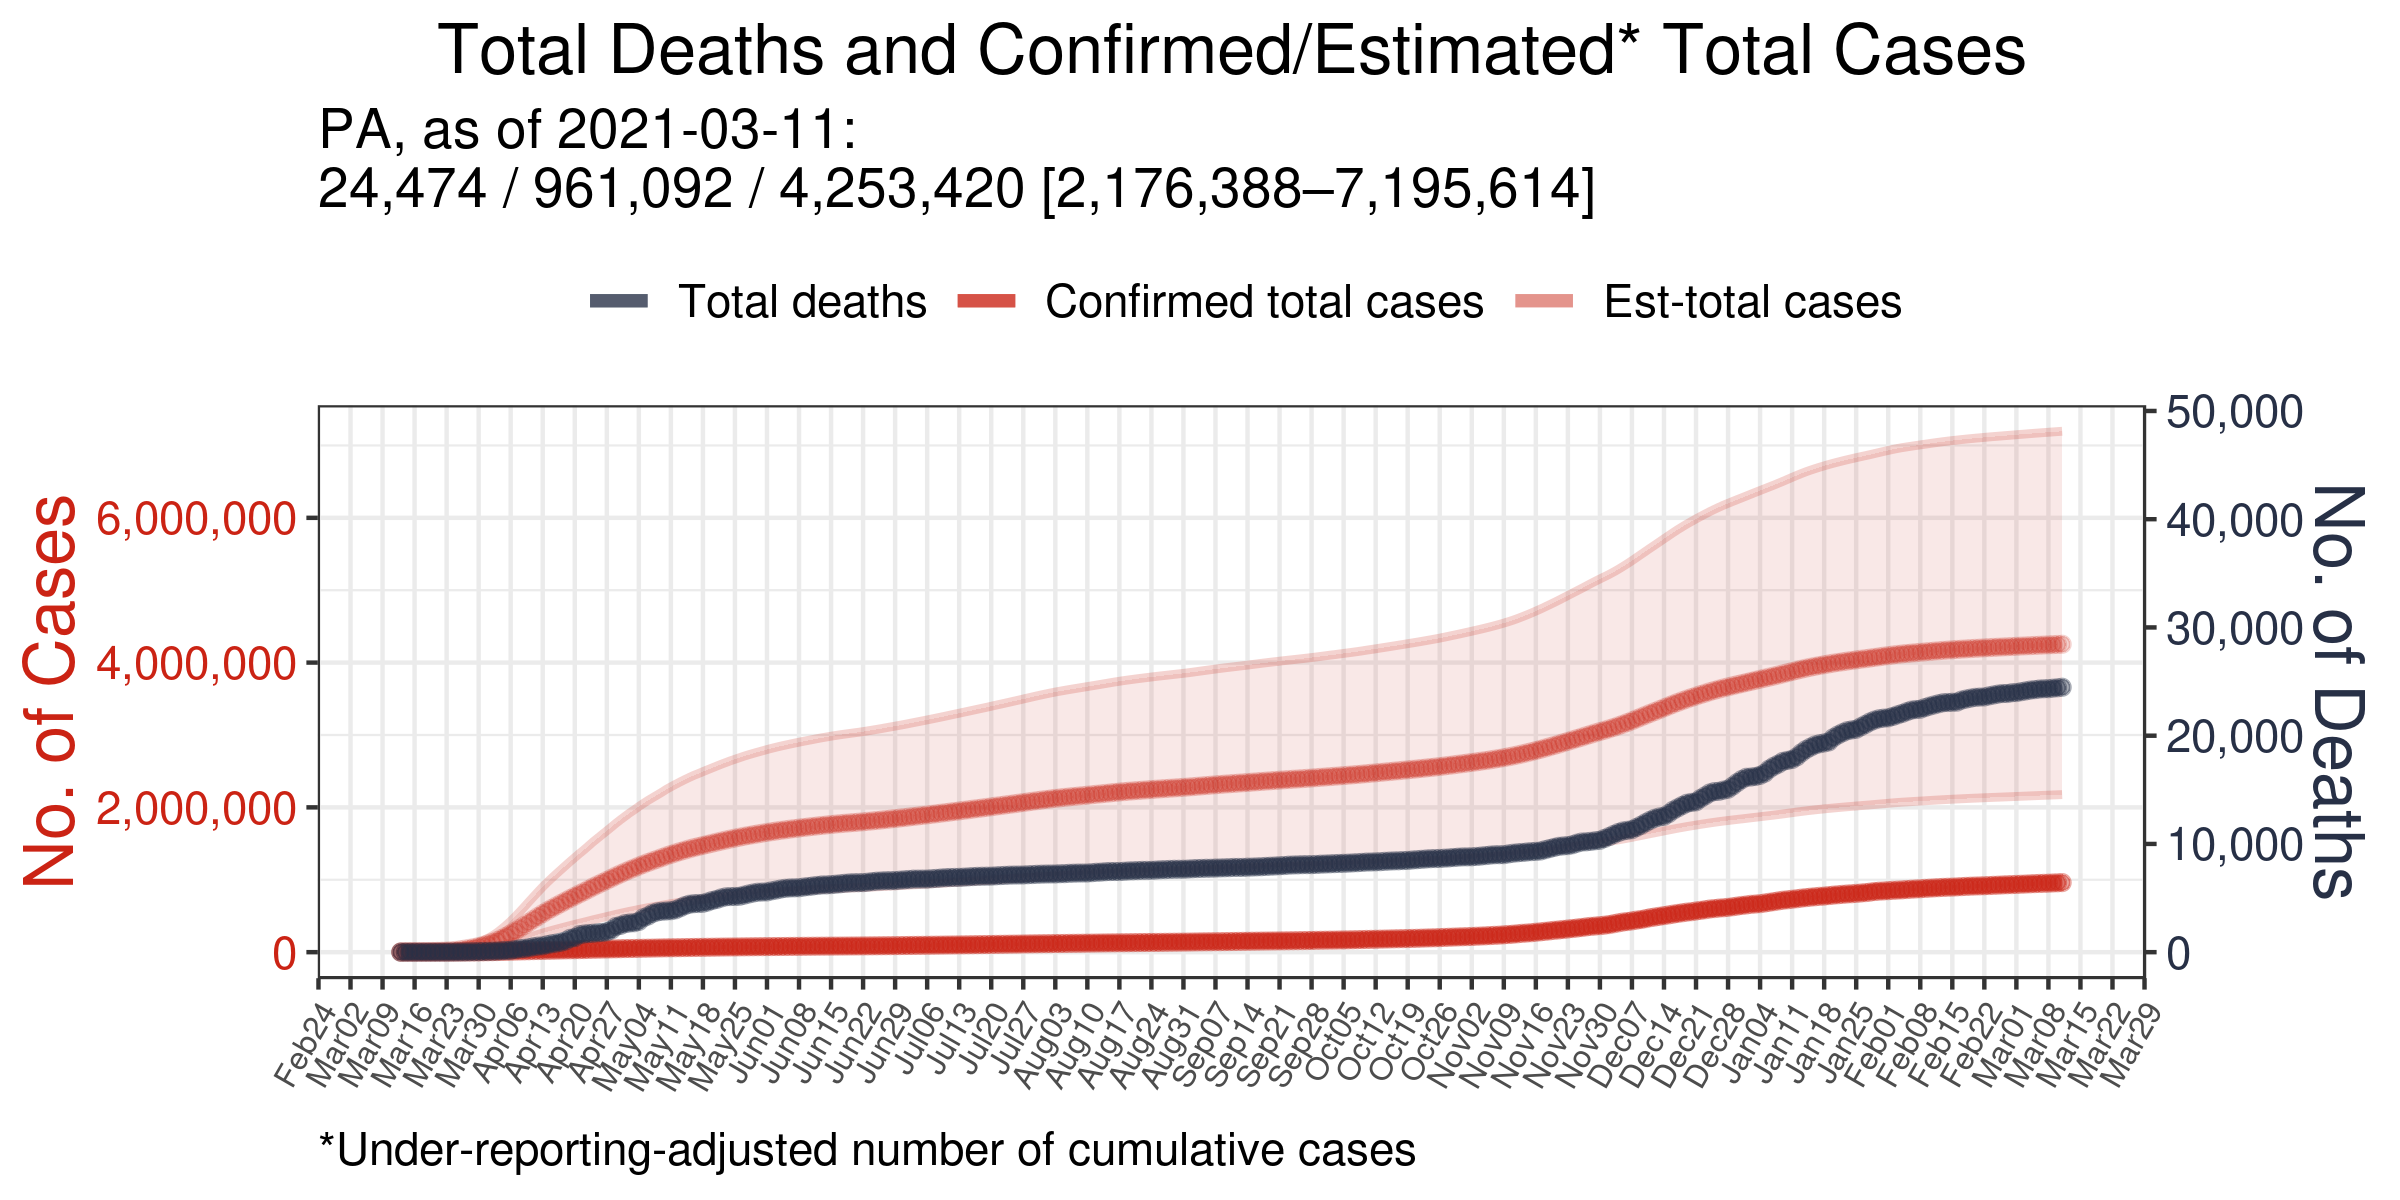 Total Deaths and Confirmed/Estimated* Total Cases
PA, as of 2021-03-11:
24,474 / 961,092 / 4,253,420 [2,176,388–7,195,614]
Total deaths
Confirmed total cases
Est-total cases
No. of Cases
6,000,000
4,000,000
2,000,000
0
50,000
40,000
30,000
20,000
10,000
0
No. of Deaths
Feb24
Mar02
Mar09
Mar16
Mar23
Mar30
Apr06
Apr13
Apr20
Apr27
May04
May11
May18
May25
Jun01
Jun08
Jun15
Jun22
Jun29
Jul06
Jul13
Jul20
Jul27
Aug03
Aug10
Aug17
Aug24
Aug31
Sep07
Sep14
Sep21
Sep28
Oct05
Oct12
Oct19
Oct26
Nov02
Nov09
Nov16
Nov23
Nov30
Dec07
Dec14
Dec21
Dec28
Jan04
Jan11
Jan18
Jan25
Feb01
Feb08
Feb15
Feb22
Mar01
Mar08
Mar15
Mar22
Mar29
*Under-reporting-adjusted number of cumulative cases